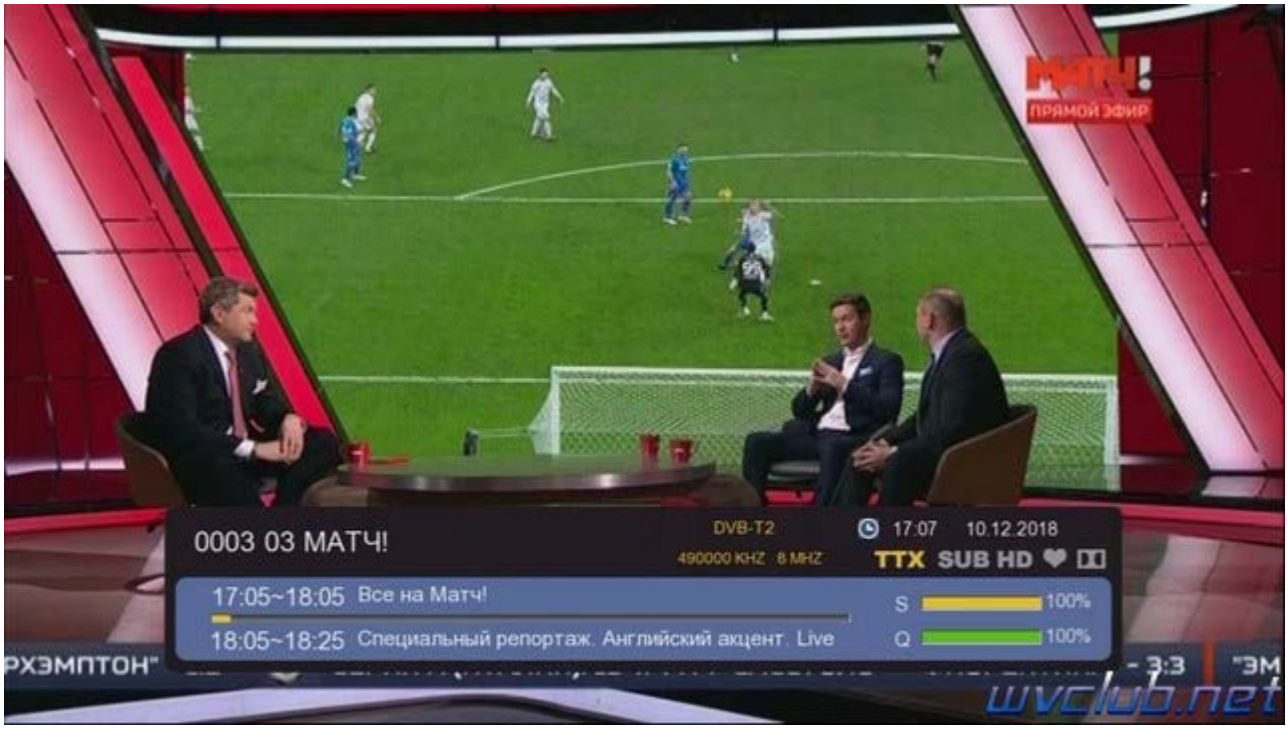 МАТЧ!
ПРЯМОЙ ЭФИР
0003 03 МАТЧ!
DVB-T2
17:07 10.12.2018
490000 KHZ 8 MHZ
TTX SUB HD
17:05~18:05 Все на Матч!
S 100%
18:05~18:25 Специальный репортаж. Английский акцент. Live
Q 100%
РХЭМПТОН" - 3:3 "ЭМ
wvclub.net